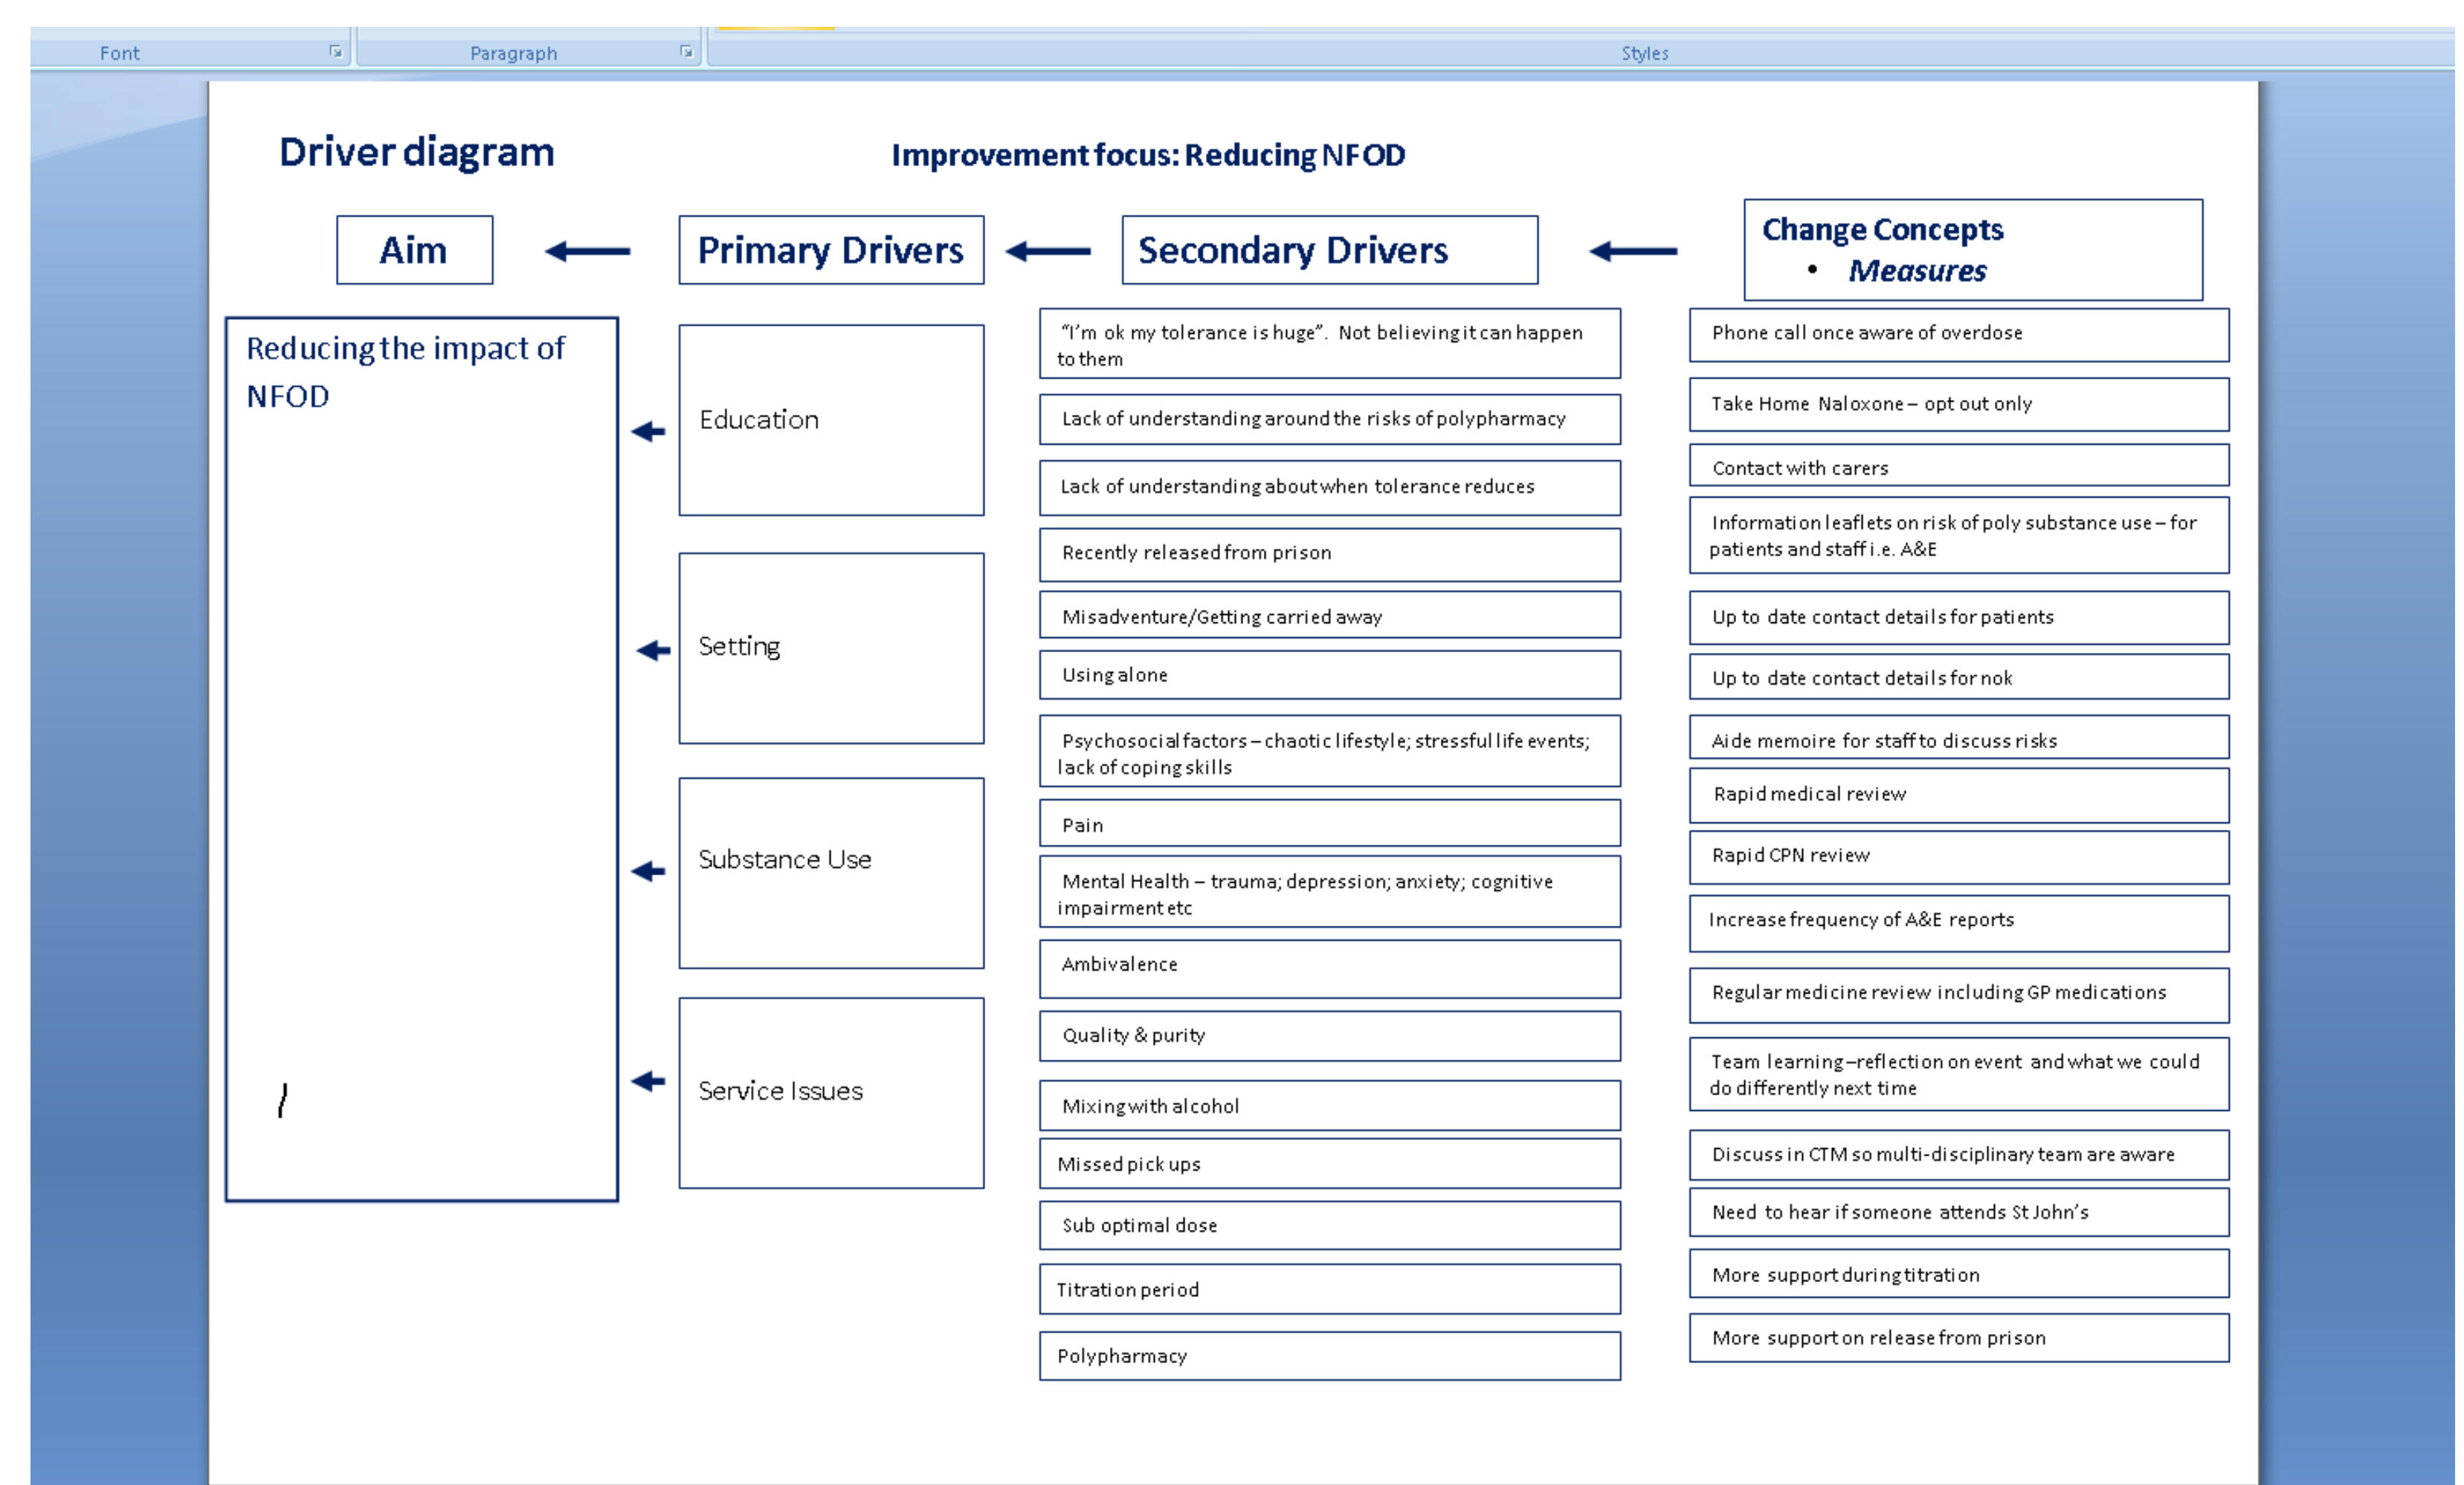 Font
Paragraph
Styles
Driver diagram
Improvement focus: Reducing NFOD
Aim
Primary Drivers
Secondary Drivers
Change Concepts
• Measures
Reducing the impact of
NFOD
Education
Setting
Substance Use
Service Issues
“I’m ok my tolerance is huge”. Not believing it can happen
to them
Lack of understanding around the risks of polypharmacy
Lack of understanding about when tolerance reduces
Recently released from prison
Misadventure/Getting carried away
Using alone
Psychosocial factors – chaotic lifestyle; stressful life events;
lack of coping skills
Pain
Mental Health – trauma; depression; anxiety; cognitive
impairment etc
Ambivalence
Quality & purity
Mixing with alcohol
Missed pick ups
Sub optimal dose
Titration period
Polypharmacy
Phone call once aware of overdose
Take Home Naloxone – opt out only
Contact with carers
Information leaflets on risk of poly substance use – for
patients and staff i.e. A&E
Up to date contact details for patients
Up to date contact details for nok
Aide memoire for staff to discuss risks
Rapid medical review
Rapid CPN review
Increase frequency of A&E reports
Regular medicine review including GP medications
Team learning – reflection on event and what we could
do differently next time
Discuss in CTM so multi-disciplinary team are aware
Need to hear if someone attends St John’s
More support during titration
More support on release from prison